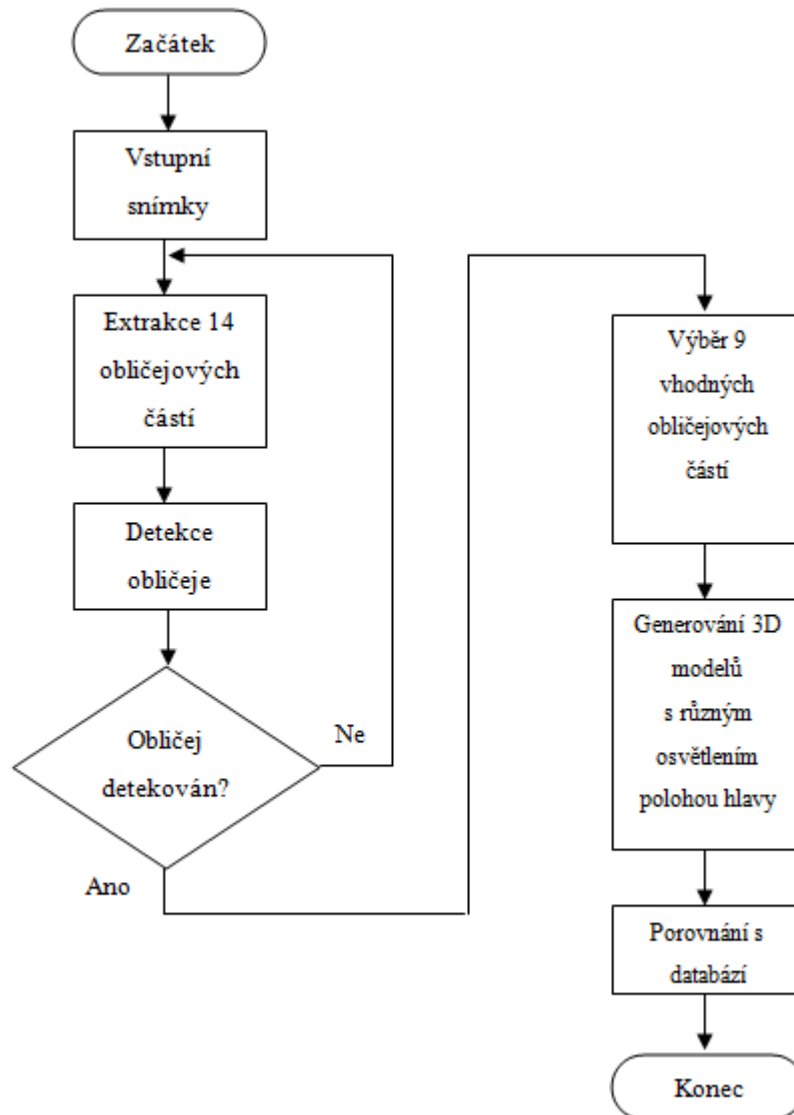 Začátek
Vstupní
snímky
Extrakce 14
obličejových
částí
Detekce
obličeje
Obličej
detekován?
Ne
Ano
Výběr 9
vhodných
obličejových
částí
Generování 3D
modelů
s různým
osvětlením
polohou hlavy
Porovnání s
databází
Konec